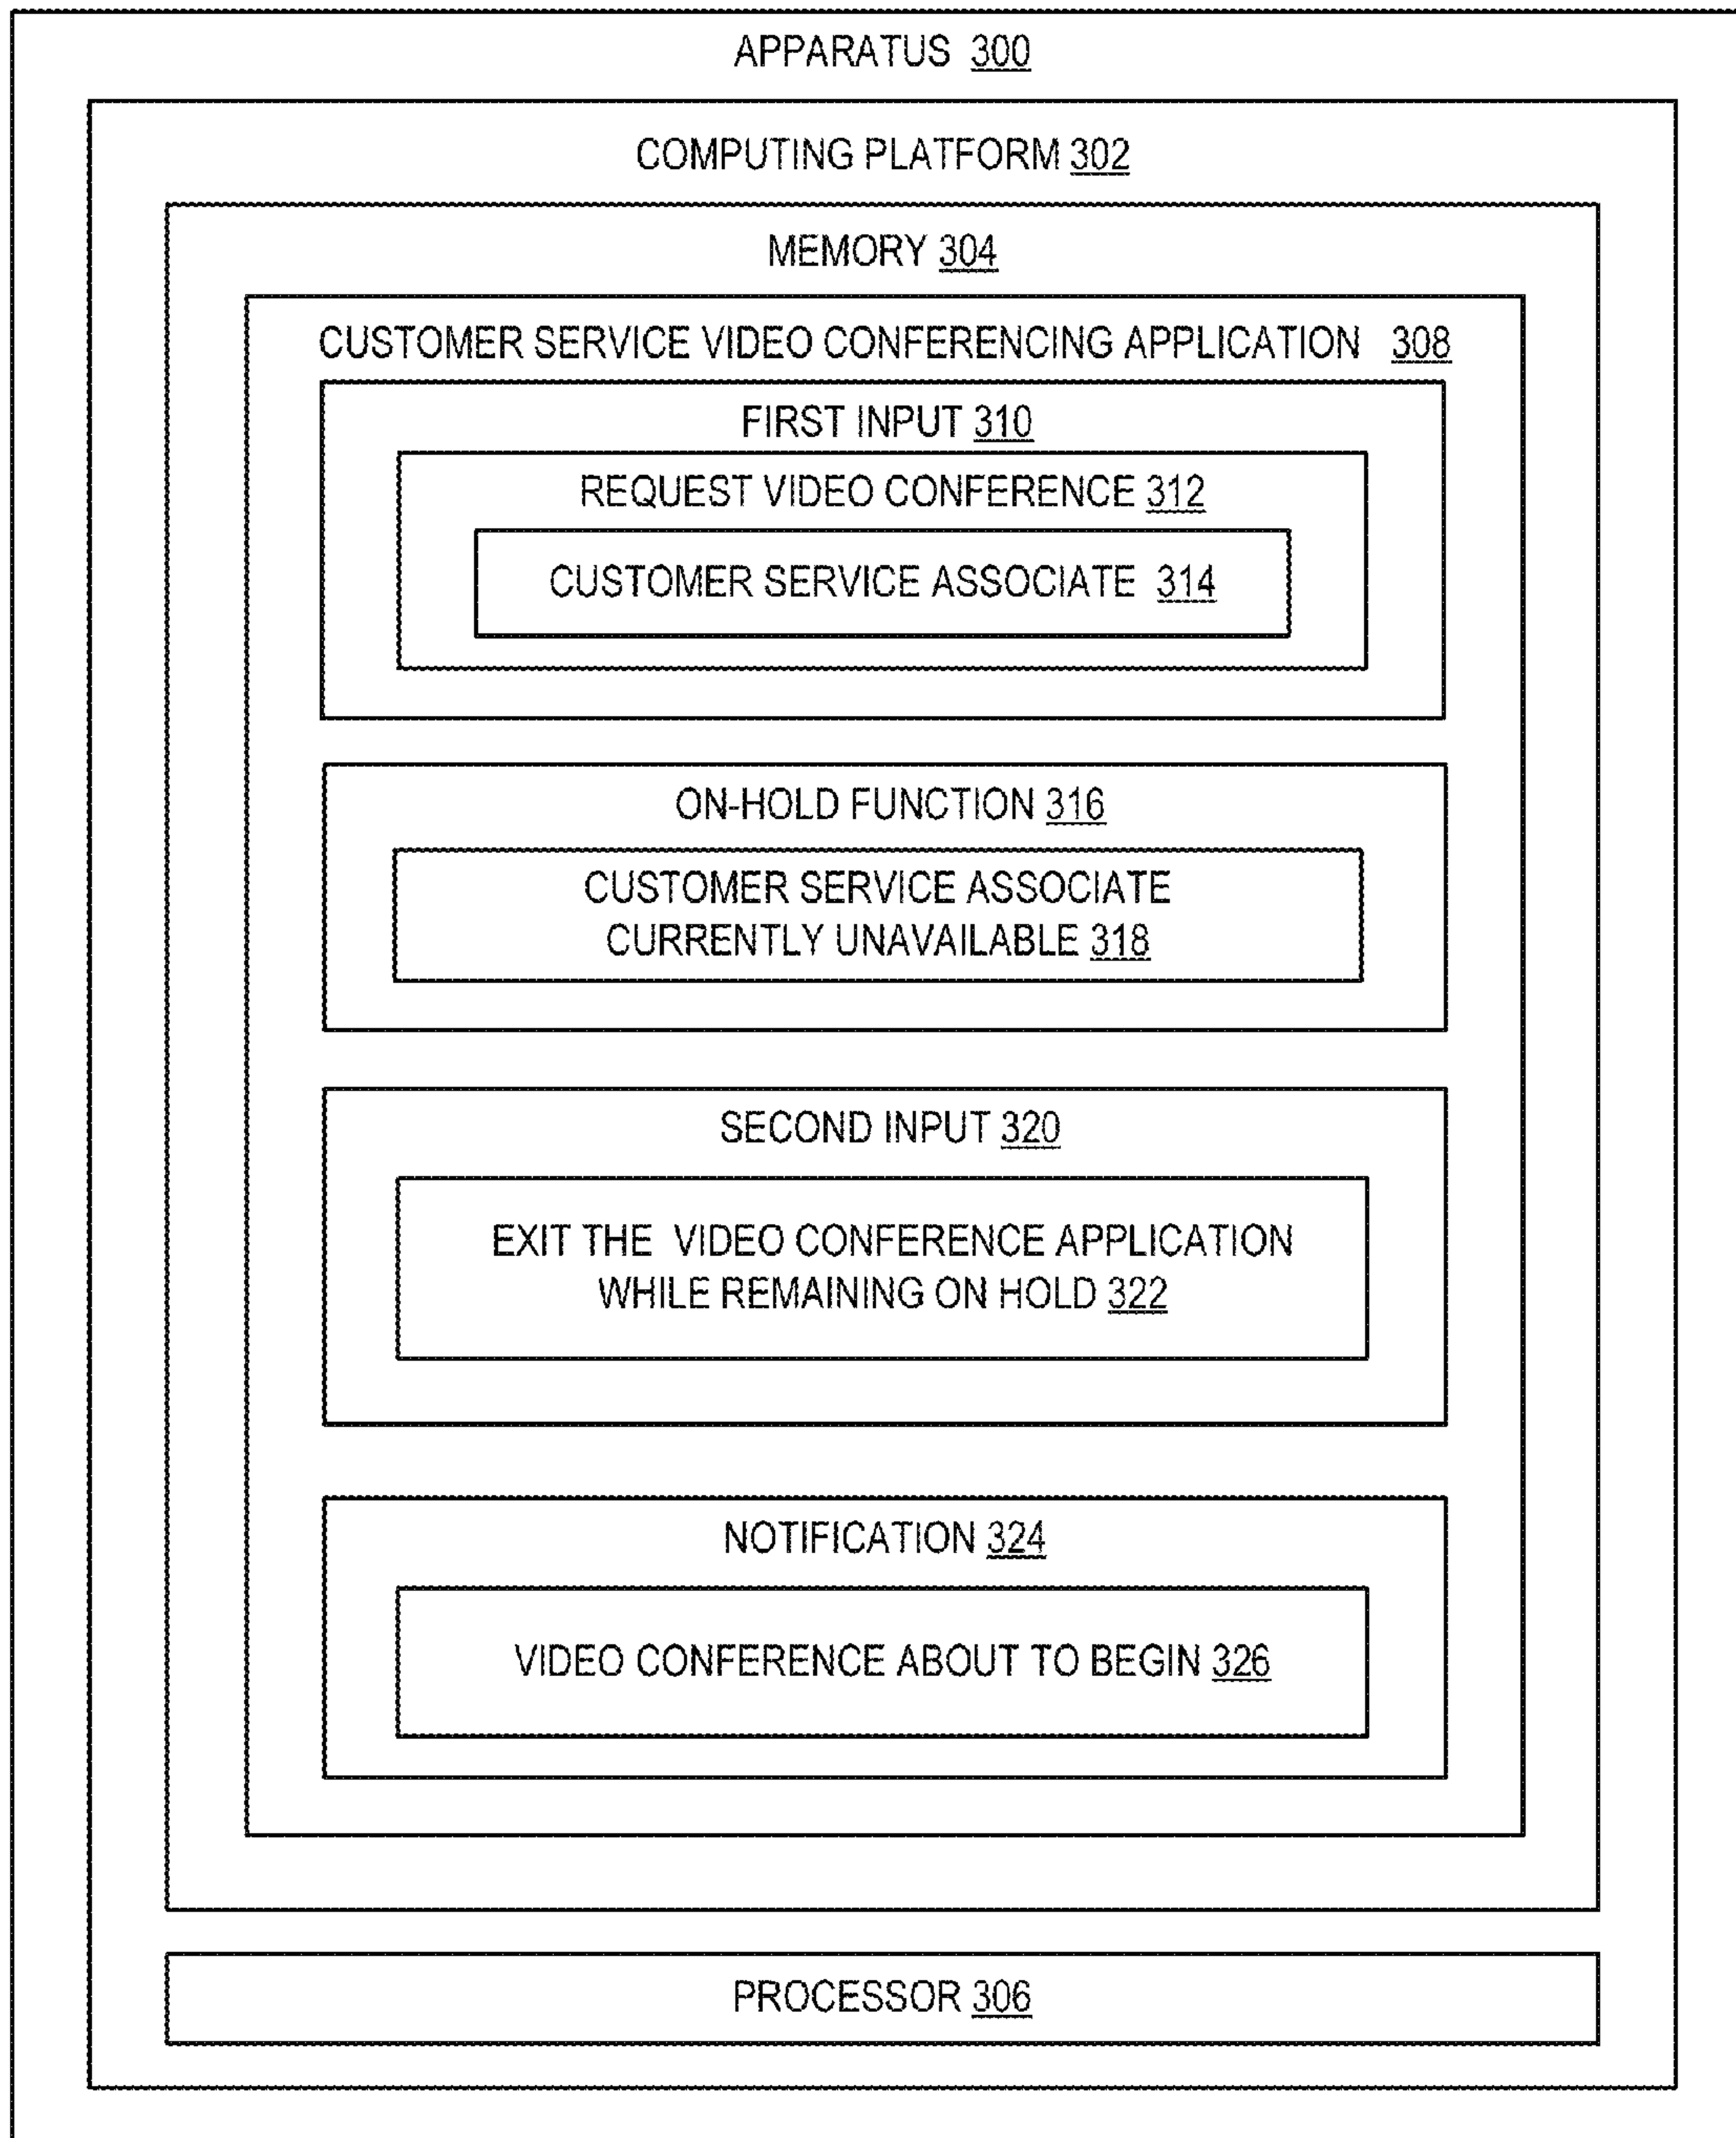 APPARATUS 300
COMPUTING PLATFORM 302
MEMORY 304
CUSTOMER SERVICE VIDEO CONFERENCING APPLICATION 308
FIRST INPUT 310
REQUEST VIDEO CONFERENCE 312
CUSTOMER SERVICE ASSOCIATE 314
ON-HOLD FUNCTION 316
CUSTOMER SERVICE ASSOCIATE
CURRENTLY UNAVAILABLE 318
SECOND INPUT 320
EXIT THE VIDEO CONFERENCE APPLICATION
WHILE REMAINING ON HOLD 322
NOTIFICATION 324
VIDEO CONFERENCE ABOUT TO BEGIN 326
PROCESSOR 306